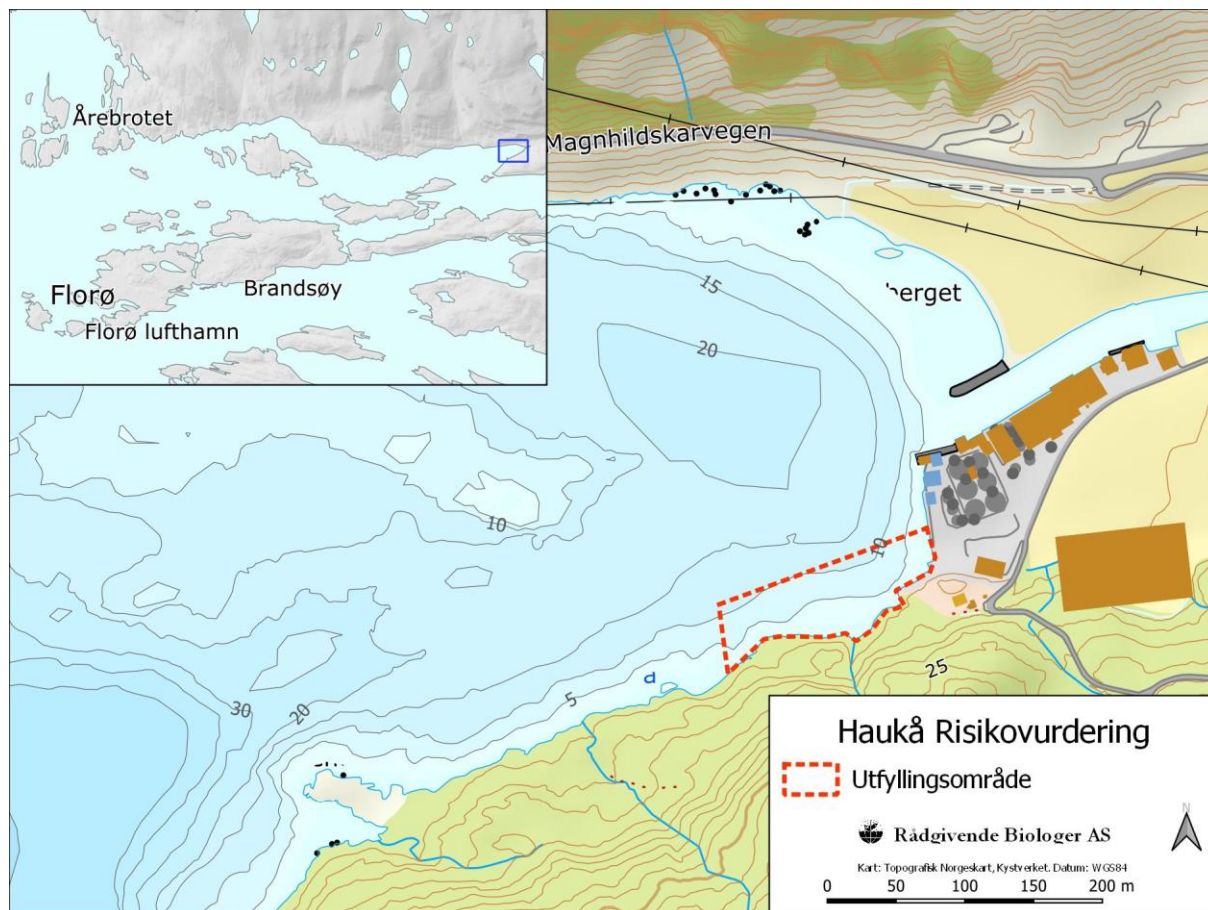 Årebrotet
Florø
Brandsøy
Florø lufthamn
Magnhildskarvegen
15
20
berget
10
10
30
20
5
25
Haukå Risikovurdering
Utfyllingsområde
N
Rådgivende Biologer AS
Kart: Topografisk Norgeskart, Kystverket. Datum: WGS84
0 50 100 150 200 m